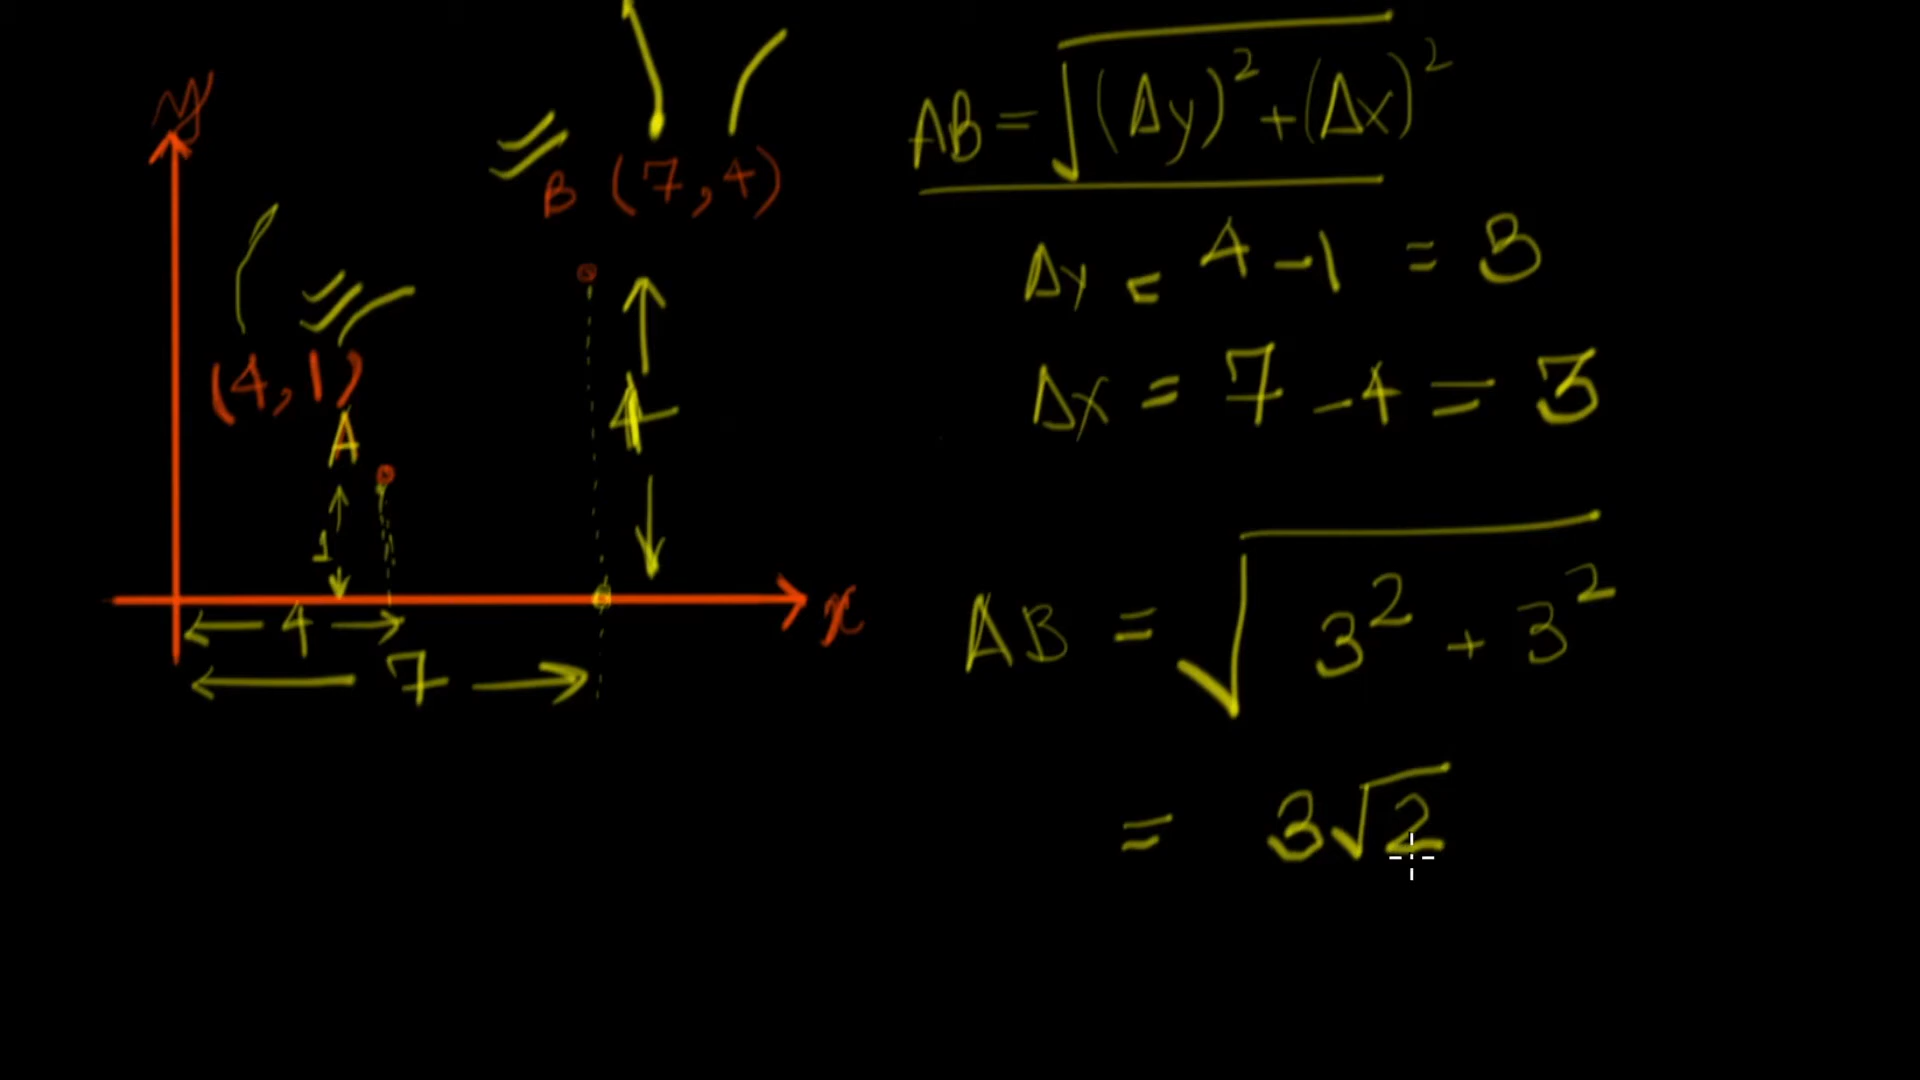 y
B (7,4)
(4,1)
A
1
4
4
7
x
AB = √(Δy)² + (Δx)²
Δy = 4 - 1 = 3
Δx = 7 - 4 = 3
AB = √3² + 3²
= 3√2